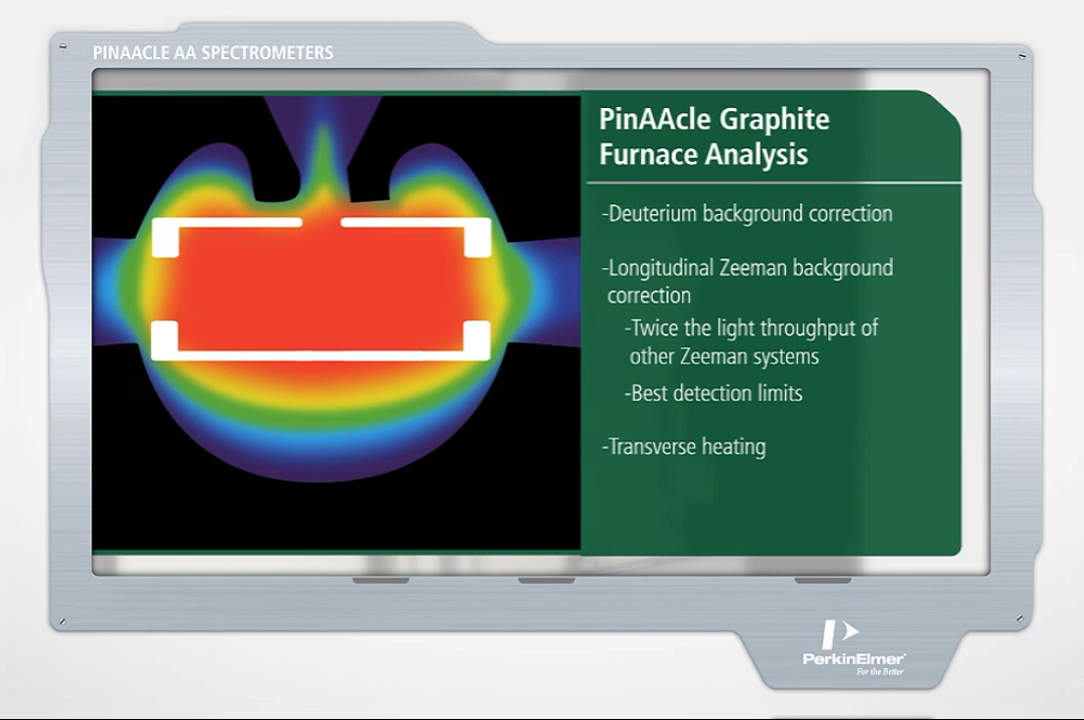 PINAACLE AA SPECTROMETERS
PinAAcle Graphite
Furnace Analysis
-Deuterium background correction
-Longitudinal Zeeman background
correction
-Twice the light throughput of
other Zeeman systems
-Best detection limits
-Transverse heating
PerkinElmer®
For the Better